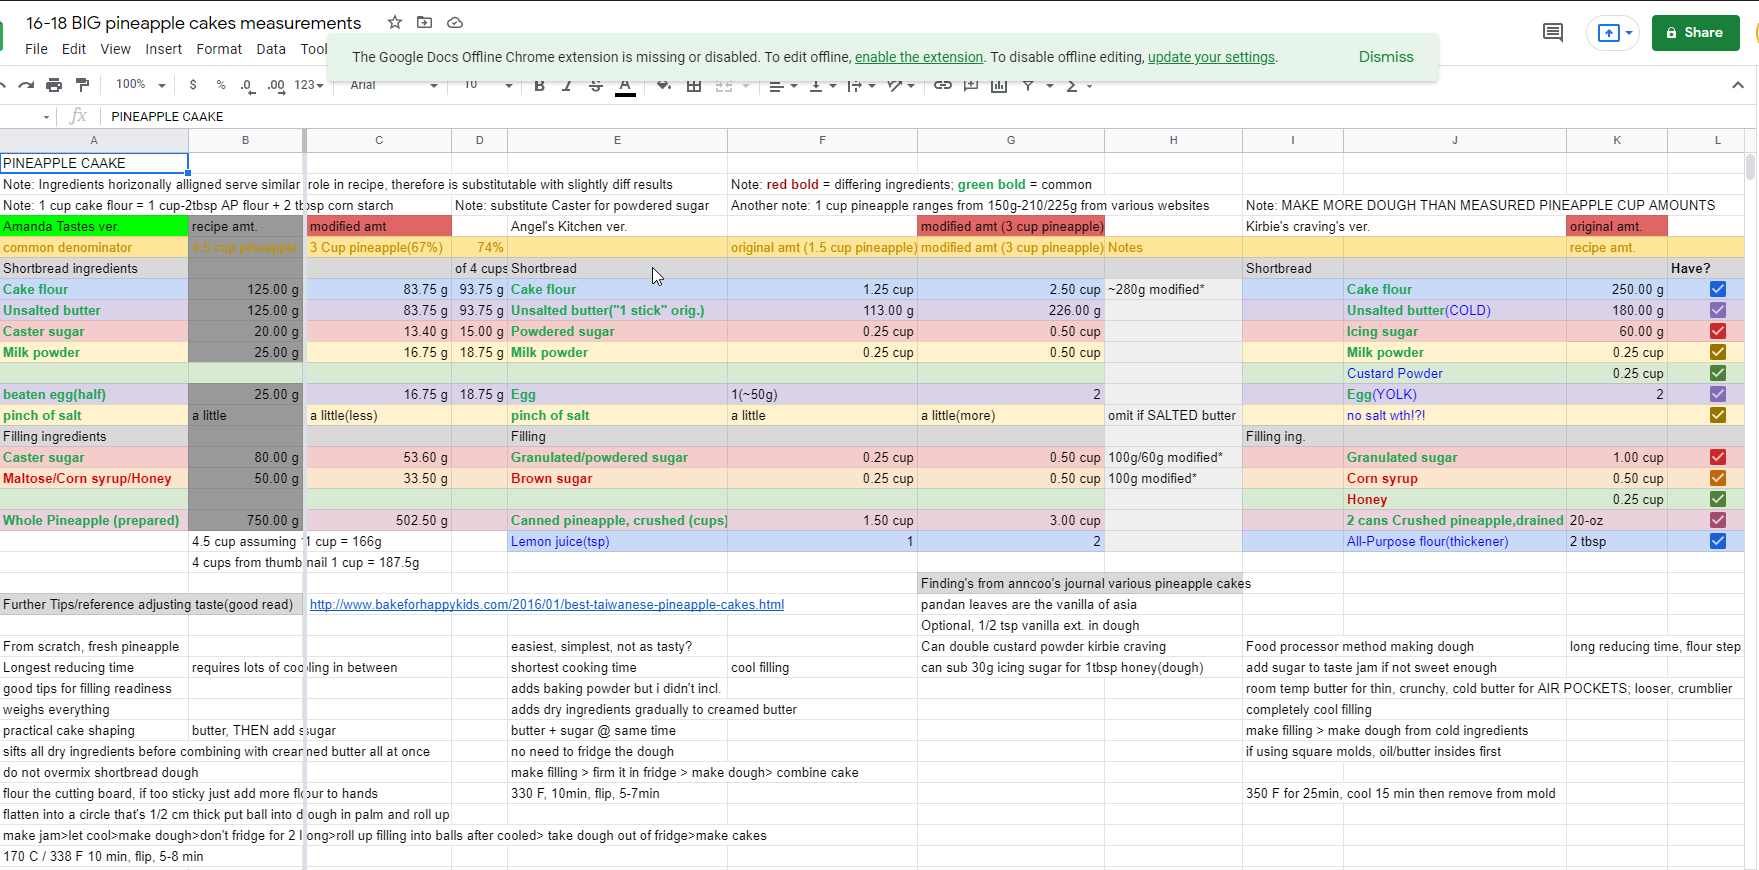 16-18 BIG pineapple cakes measurements
File Edit View Insert Format Data Tool
The Google Docs Offline Chrome extension is missing or disabled. To edit offline, enable the extension. To disable offline editing, update your settings. Dismiss
Share
100% $ % .0 .00 123 Arial 10 B I S A
fx PINEAPPLE CAAKE
A B C D E F G H I J K L
PINEAPPLE CAAKE
Note: Ingredients horizonally alligned serve similar role in recipe, therefore is substitutable with slightly diff results Note: red bold = differing ingredients; green bold = common
Note: 1 cup cake flour = 1 cup-2tbsp AP flour + 2 tbsp corn starch Note: substitute Caster for powdered sugar Another note: 1 cup pineapple ranges from 150g-210/225g from various websites Note: MAKE MORE DOUGH THAN MEASURED PINEAPPLE CUP AMOUNTS
Amanda Tastes ver. recipe amt. modified amt Angel's Kitchen ver. modified amt (3 cup pineapple) Kirbie's craving's ver. original amt.
common denominator 4.5 cup pineapple 3 Cup pineapple(67%) 74% original amt (1.5 cup pineapple) modified amt (3 cup pineapple) Notes recipe amt.
Shortbread ingredients of 4 cups Shortbread Shortbread Have?
Cake flour 125.00 g 83.75 g 93.75 g Cake flour 1.25 cup 2.50 cup ~280g modified* Cake flour 250.00 g
Unsalted butter 125.00 g 83.75 g 93.75 g Unsalted butter("1 stick" orig.) 113.00 g 226.00 g Unsalted butter(COLD) 180.00 g
Caster sugar 20.00 g 13.40 g 15.00 g Powdered sugar 0.25 cup 0.50 cup Icing sugar 60.00 g
Milk powder 25.00 g 16.75 g 18.75 g Milk powder 0.25 cup 0.50 cup Milk powder 0.25 cup
Custard Powder 0.25 cup
beaten egg(half) 25.00 g 16.75 g 18.75 g Egg 1(~50g) 2 Egg(YOLK) 2
pinch of salt a little a little(less) pinch of salt a little a little(more) omit if SALTED butter no salt wth!?!
Filling ingredients Filling Filling ing.
Caster sugar 80.00 g 53.60 g Granulated/powdered sugar 0.25 cup 0.50 cup 100g/60g modified* Granulated sugar 1.00 cup
Maltose/Corn syrup/Honey 50.00 g 33.50 g Brown sugar 0.25 cup 0.50 cup 100g modified* Corn syrup 0.50 cup
Honey 0.25 cup
Whole Pineapple (prepared) 750.00 g 502.50 g Canned pineapple, crushed (cups) 1.50 cup 3.00 cup 2 cans Crushed pineapple,drained 20-oz
4.5 cup assuming 1 cup = 166g Lemon juice(tsp) 1 2 All-Purpose flour(thickener) 2 tbsp
4 cups from thumbnail 1 cup = 187.5g
Finding's from anncoo's journal various pineapple cakes
Further Tips/reference adjusting taste(good read) http://www.bakeforhappykids.com/2016/01/best-taiwanese-pineapple-cakes.html pandan leaves are the vanilla of asia
Optional, 1/2 tsp vanilla ext. in dough
From scratch, fresh pineapple easiest, simplest, not as tasty? Can double custard powder kirbie craving Food processor method making dough long reducing time, flour step
Longest reducing time requires lots of cooling in between shortest cooking time cool filling can sub 30g icing sugar for 1tbsp honey(dough) add sugar to taste jam if not sweet enough
good tips for filling readiness adds baking powder but i didn't incl. room temp butter for thin, crunchy, cold butter for AIR POCKETS; looser, crumblier
weighs everything adds dry ingredients gradually to creamed butter completely cool filling
practical cake shaping butter, THEN add ssugar butter + sugar @ same time make filling > make dough from cold ingredients
sifts all dry ingredients before combining with creamed butter all at once no need to fridge the dough if using square molds, oil/butter insides first
do not overmix shortbread dough make filling > firm it in fridge > make dough> combine cake
flour the cutting board, if too sticky just add more flour to hands 330 F, 10min, flip, 5-7min 350 F for 25min, cool 15 min then remove from mold
flatten into a circle that's 1/2 cm thick put ball into dough in palm and roll up
make jam>let cool>make dough>don't fridge for 2 long>roll up filling into balls after cooled> take dough out of fridge>make cakes
170 C / 338 F 10 min, flip, 5-8 min